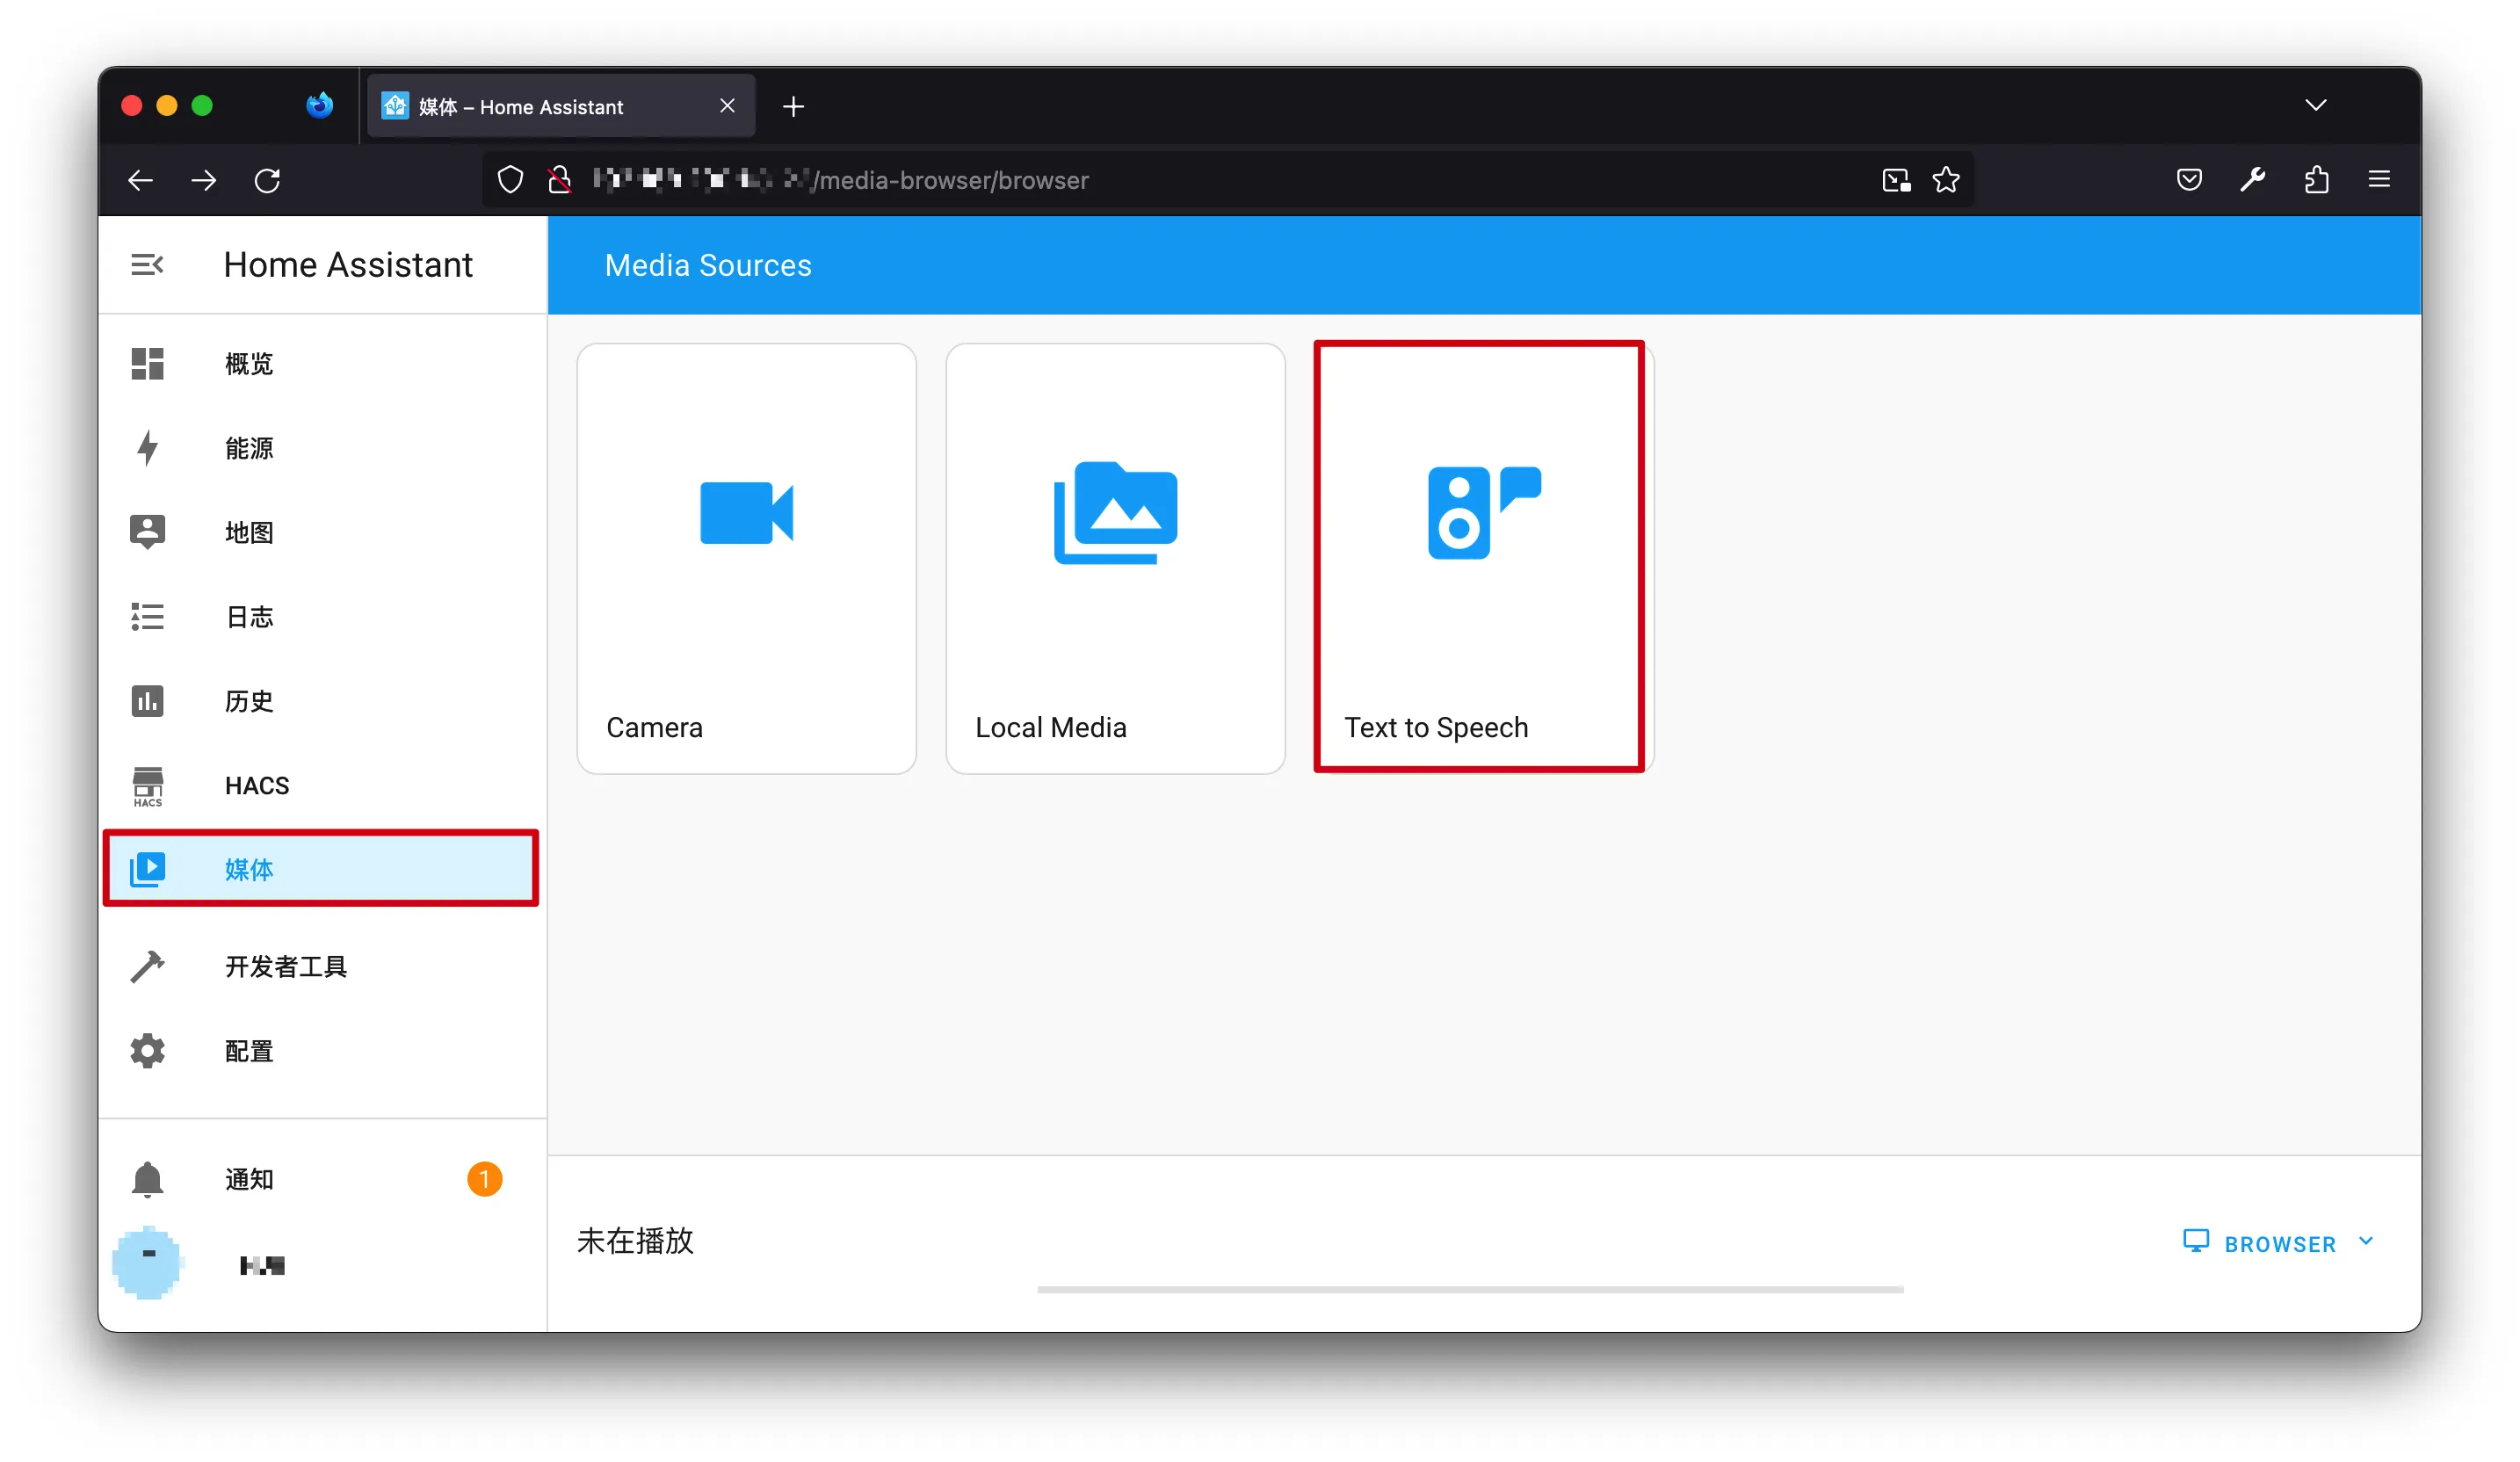 媒体 – Home Assistant
/media-browser/browser
Home Assistant
Media Sources
概览
能源
地图
日志
历史
HACS
HACS
媒体
开发者工具
配置
通知
1
Camera
Local Media
Text to Speech
未在播放
BROWSER